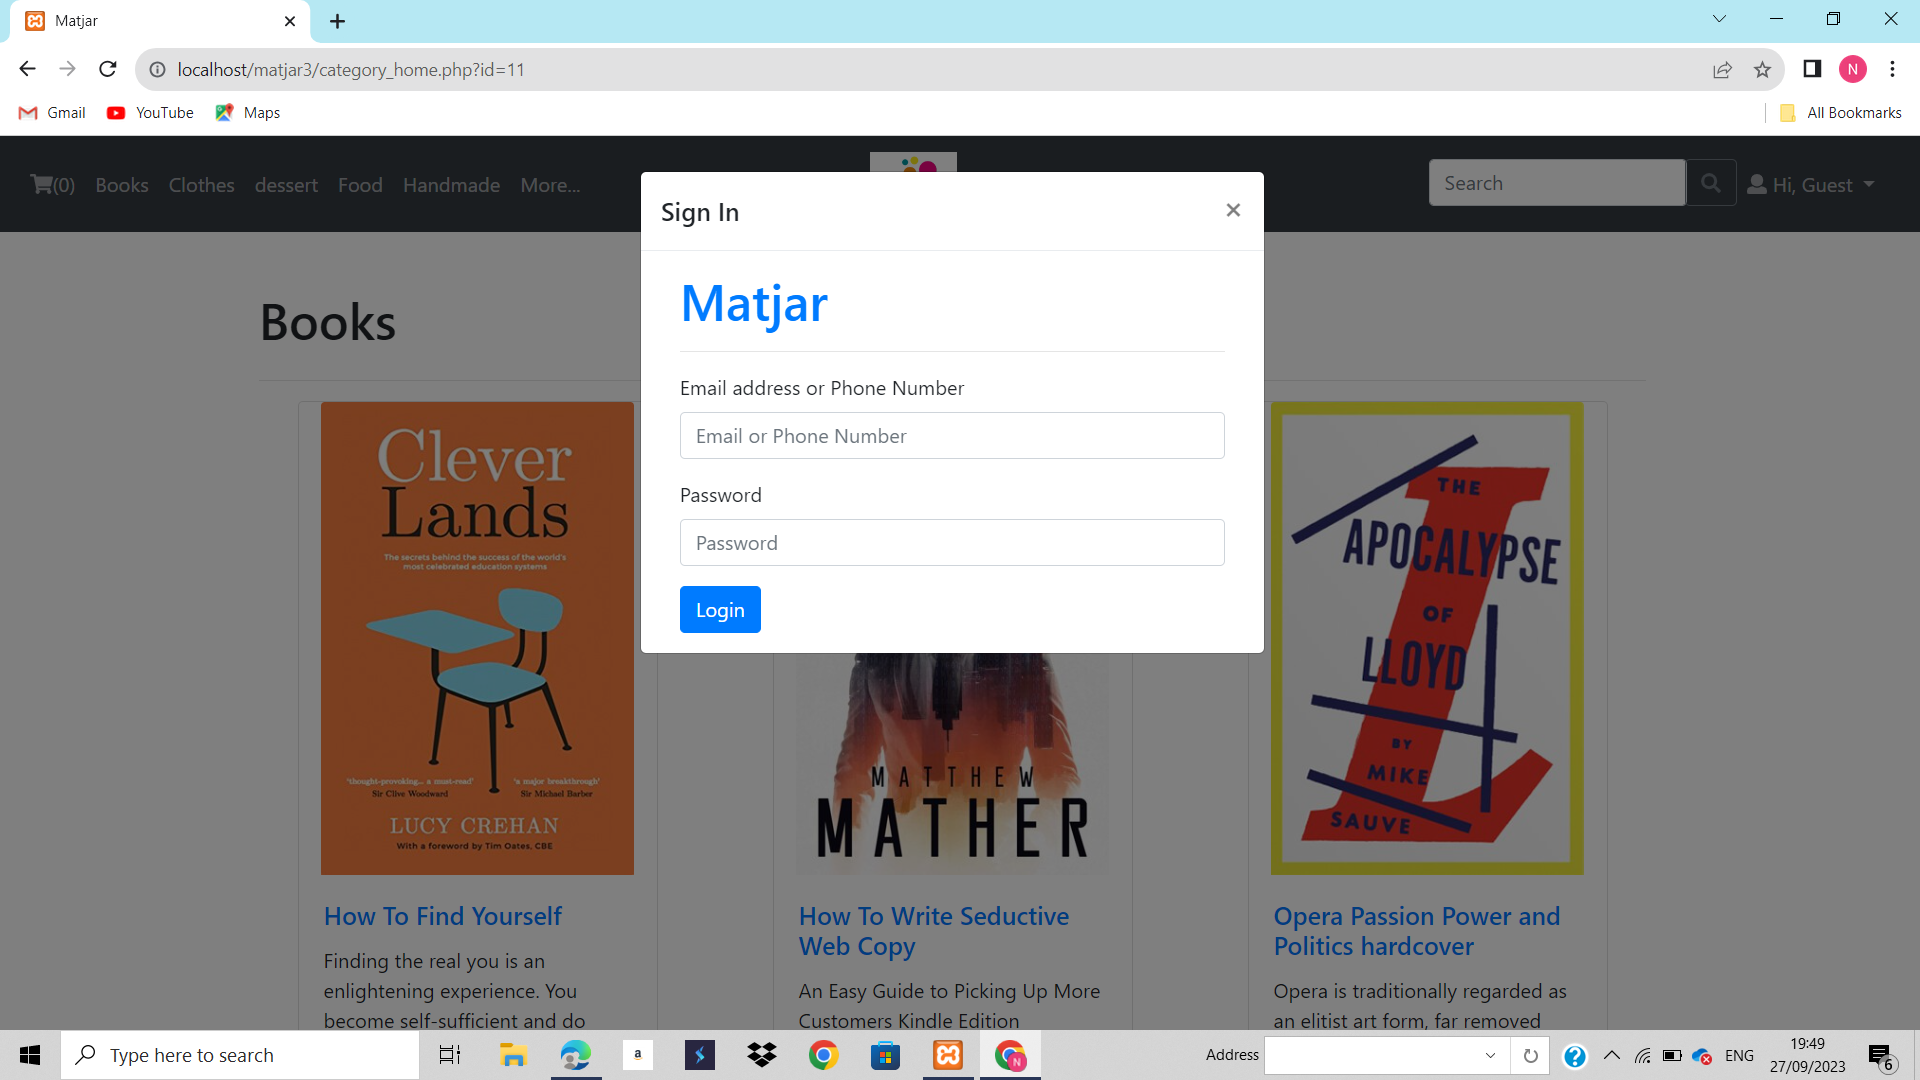 Matjar
localhost/matjar3/category_home.php?id=11
N
Gmail
YouTube
Maps
All Bookmarks
(0)
Books
Clothes
dessert
Food
Handmade
More...
Search
Hi, Guest
Sign In
Matjar
Email address or Phone Number
Email or Phone Number
Password
Password
Login
Books
Clever
Lands
The secrets behind the success of the world's
most celebrated education systems
'thought-provoking... a must-read'
Sir Clive Woodward
'a major breakthrough'
Sir Michael Barber
LUCY CREHAN
With a foreword by Tim Oates, CBE
How To Find Yourself
Finding the real you is an
enlightening experience. You
become self-sufficient and do
MATTHEW
MATHER
How To Write Seductive
Web Copy
An Easy Guide to Picking Up More
Customers Kindle Edition
THE
APOCALYPSE
OF
LLOYD
BY
MIKE
SAUVE
Opera Passion Power and
Politics hardcover
Opera is traditionally regarded as
an elitist art form, far removed
Type here to search
a
N
Address
ENG
19:49
27/09/2023
6